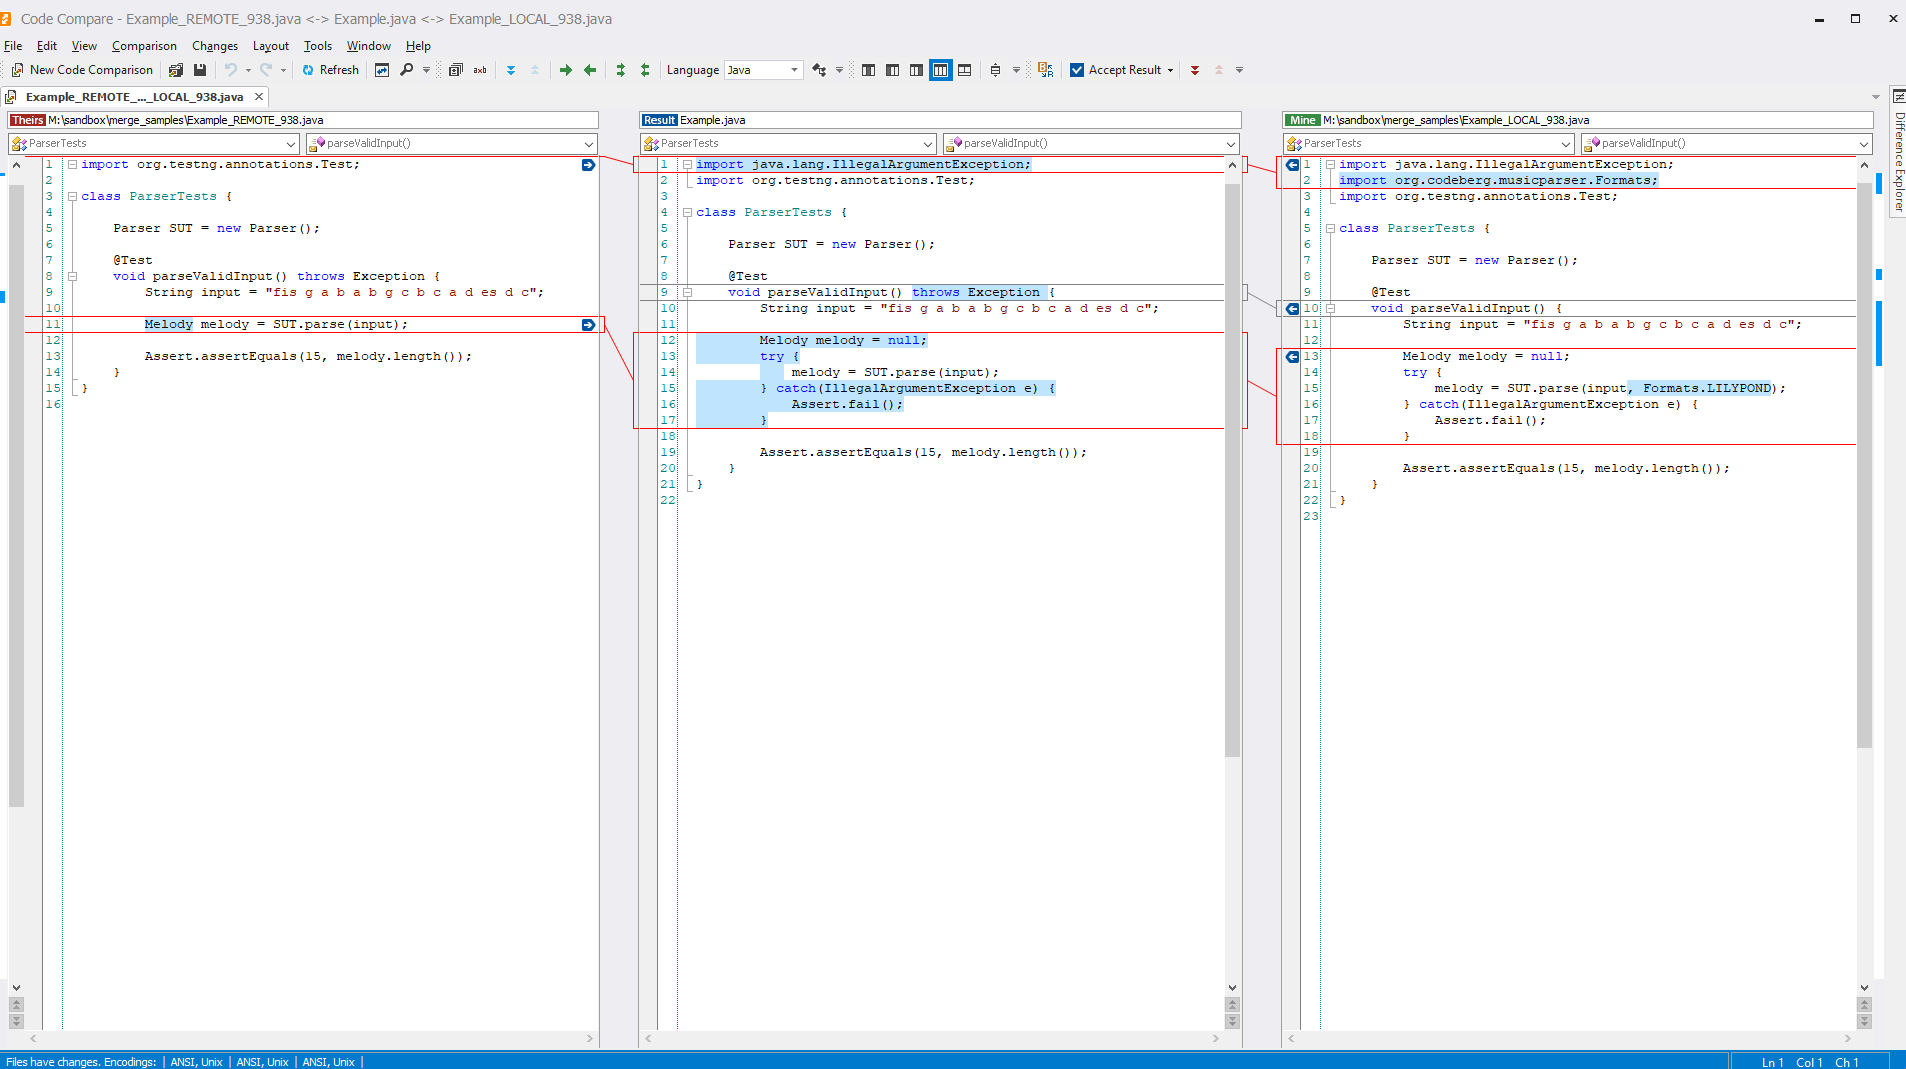 Code Compare - Example_REMOTE_938.java <-> Example.java <-> Example_LOCAL_938.java
File Edit View Comparison Changes Layout Tools Window Help
New Code Comparison Refresh axb Language Java Accept Result
Example_REMOTE_..._LOCAL_938.java
Difference Explorer
Theirs M:\sandbox\merge_samples\Example_REMOTE_938.java
ParserTests parseValidInput()
1 import org.testng.annotations.Test;
2
3 class ParserTests {
4
5 Parser SUT = new Parser();
6
7 @Test
8 void parseValidInput() throws Exception {
9 String input = "fis g a b a b g c b c a d es d c";
10
11 Melody melody = SUT.parse(input);
12
13 Assert.assertEquals(15, melody.length());
14 }
15 }
16
Result Example.java
ParserTests parseValidInput()
1 import java.lang.IllegalArgumentException;
2 import org.testng.annotations.Test;
3
4 class ParserTests {
5
6 Parser SUT = new Parser();
7
8 @Test
9 void parseValidInput() throws Exception {
10 String input = "fis g a b a b g c b c a d es d c";
11
12 Melody melody = null;
13 try {
14 melody = SUT.parse(input);
15 } catch(IllegalArgumentException e) {
16 Assert.fail();
17 }
18
19 Assert.assertEquals(15, melody.length());
20 }
21 }
22
Mine M:\sandbox\merge_samples\Example_LOCAL_938.java
ParserTests parseValidInput()
1 import java.lang.IllegalArgumentException;
2 import org.codeberg.musicparser.Formats;
3 import org.testng.annotations.Test;
4
5 class ParserTests {
6
7 Parser SUT = new Parser();
8
9 @Test
10 void parseValidInput() {
11 String input = "fis g a b a b g c b c a d es d c";
12
13 Melody melody = null;
14 try {
15 melody = SUT.parse(input, Formats.LILYPOND);
16 } catch(IllegalArgumentException e) {
17 Assert.fail();
18 }
19
20 Assert.assertEquals(15, melody.length());
21 }
22 }
23
Files have changes. Encodings: | ANSI, Unix | ANSI, Unix | ANSI, Unix |
Ln 1 Col 1 Ch 1